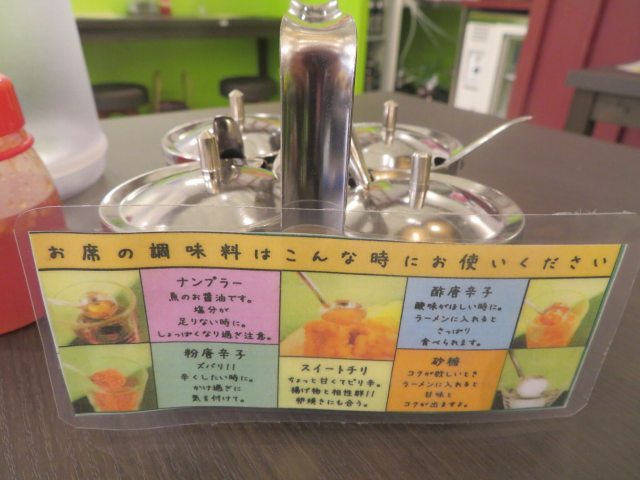 お席の調味料はこんな時にお使いください
ナンプラー
魚のお醤油です。
塩分が
足りない時に。
しょっぱくなり過ぎ注意。
粉唐辛子
ズバリ!!
辛くしたい時に。
かけ過ぎに
気を付けて。
スイートチリ
ちょっと甘くてピリ辛。
揚げ物と相性群!!
卵焼きにも合う。
酢唐辛子
酸味がほしい時に。
ラーメンに入れると
さっぱり
食べられます。
砂糖
コクが欲しいとき
ラーメンに入れると
甘味と
コクが出ますよ。